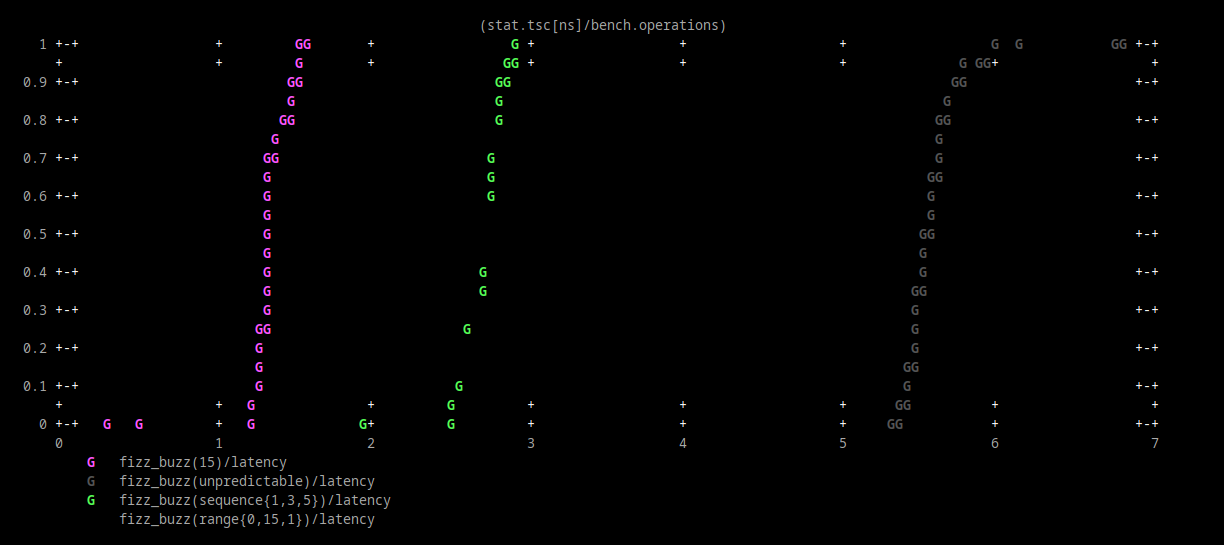 (stat.tsc[ns]/bench.operations)
1 +-+ + GG + G + + + G G GG +-+
+ + G + GG + + + G GG+ +
0.9 +-+ GG GG GG +-+
G G G
0.8 +-+ GG G GG +-+
G G
0.7 +-+ GG G G +-+
G G GG
0.6 +-+ G G G +-+
G G
0.5 +-+ G GG +-+
G G
0.4 +-+ G G G +-+
G G GG
0.3 +-+ G G +-+
GG G G
0.2 +-+ G G +-+
G GG
0.1 +-+ G G G +-+
+ + G + G + + + GG + +
0 +-+ G G + G G+ G + + + GG + +-+
0 1 2 3 4 5 6 7
G fizz_buzz(15)/latency
G fizz_buzz(unpredictable)/latency
G fizz_buzz(sequence{1,3,5})/latency
fizz_buzz(range{0,15,1})/latency